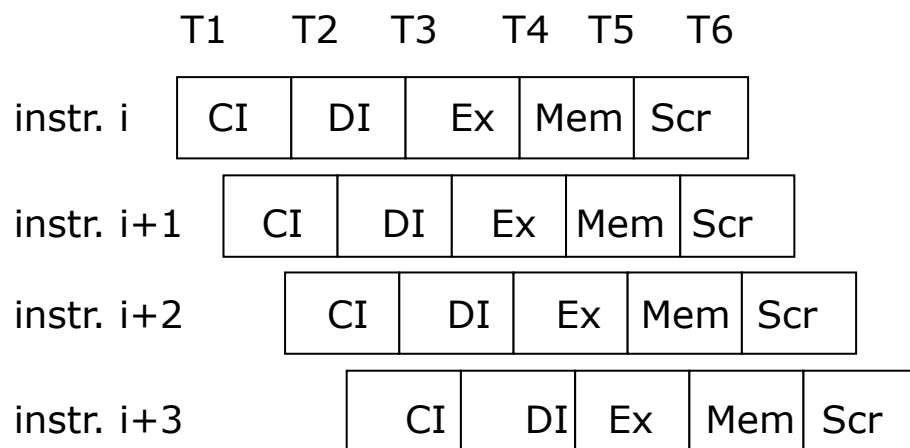 T1 T2 T3 T4 T5 T6
instr. i CI DI Ex Mem Scr
instr. i+1 CI DI Ex Mem Scr
instr. i+2 CI DI Ex Mem Scr
instr. i+3 CI DI Ex Mem Scr